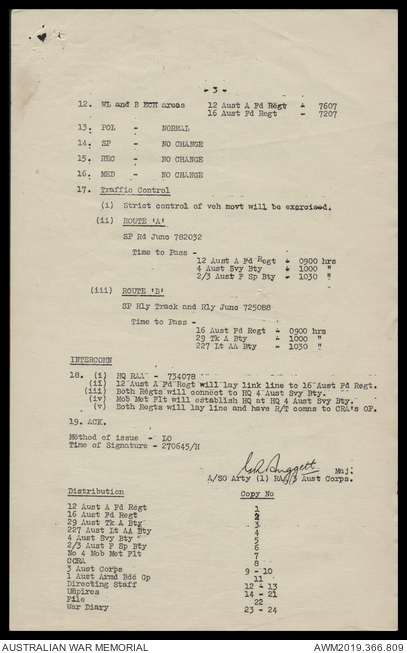 - 3 -
12. WL and B ECH areas 12 Aust A Fd Regt - 7607
16 Aust Fd Regt - 7207
13. POL - NORMAL
14. SP - NO CHANGE
15. REC - NO CHANGE
16. MED - NO CHANGE
17. Traffic Control
(i) Strict control of veh movt will be exercised.
(ii) ROUTE 'A'
SP Rd Junc 782032
Time to Pass -
12 Aust A Fd Regt - 0900 hrs
4 Aust Svy Bty - 1000 "
2/3 Aust F Sp Bty - 1030 "
(iii) ROUTE 'B'
SP Rly Track and Rly Junc 725088
Time to Pass -
16 Aust Fd Regt - 0900 hrs
29 Tk A Bty - 1000 "
227 Lt AA Bty - 1030 "
INTERCOMN
18. (i) HQ RAA - 734078
(ii) 12 Aust A Fd Regt will lay link line to 16 Aust Fd Regt.
(iii) Both Regts will connect to HQ 4 Aust Svy Bty.
(iv) Mob Met Flt will establish HQ at HQ 4 Aust Svy Bty.
(v) Both Regts will lay line and have R/T comns to CRA's OP.
19. ACK.
Method of issue - LO
Time of Signature - 270645/H
Maj.
A/SO Arty (1) RAA 3 Aust Corps.
Distribution Copy No
12 Aust A Fd Regt 1
16 Aust Fd Regt 2
29 Aust Tk A Bty 3
227 Aust Lt AA Bty 4
4 Aust Svy Bty 5
2/3 Aust F Sp Bty 6
No 4 Mob Met Flt 7
CCRA 8
3 Aust Corps 9 - 10
1 Aust Armd Bde Gp 11
Directing Staff 12 - 13
Umpires 14 - 21
File 22
War Diary 23 - 24
AUSTRALIAN WAR MEMORIAL AWM2019.366.809